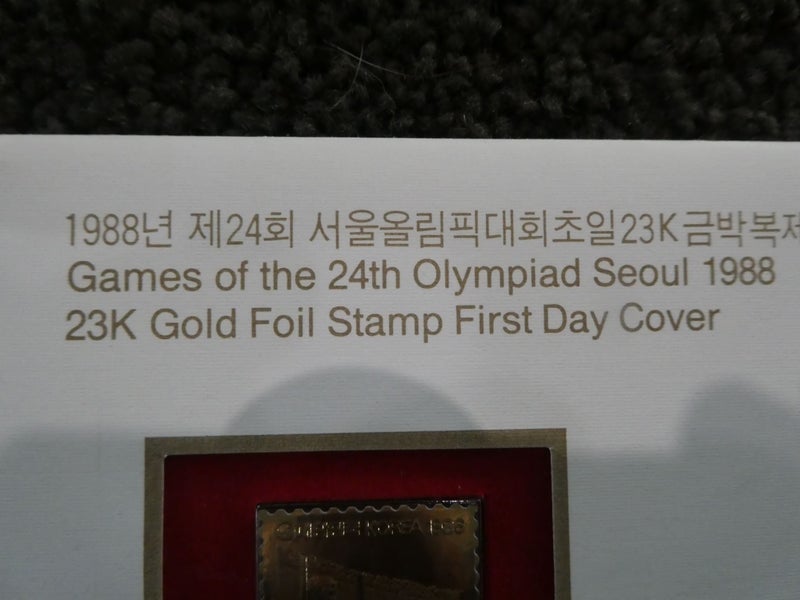 1988년 제24회 서울올림픽대회초일23K금박복제
Games of the 24th Olympiad Seoul 1988
23K Gold Foil Stamp First Day Cover
KOREA